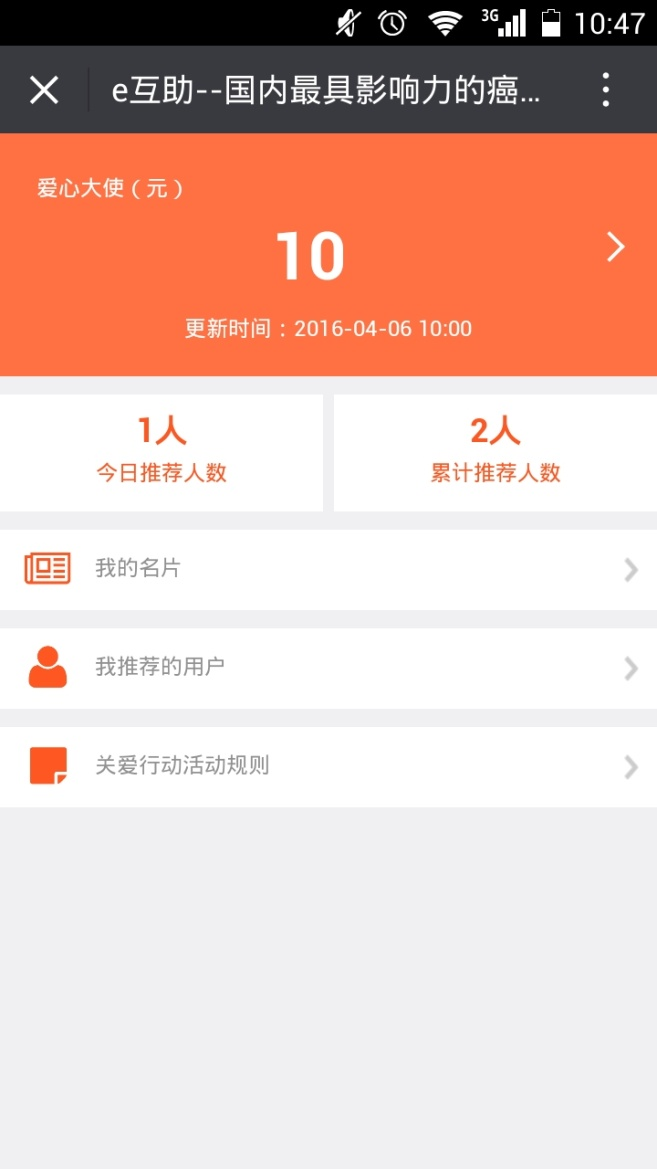 3G 10:47
e互助--国内最具影响力的癌...
爱心大使（元）
10
更新时间：2016-04-06 10:00
1人
今日推荐人数
2人
累计推荐人数
我的名片
我推荐的用户
关爱行动活动规则